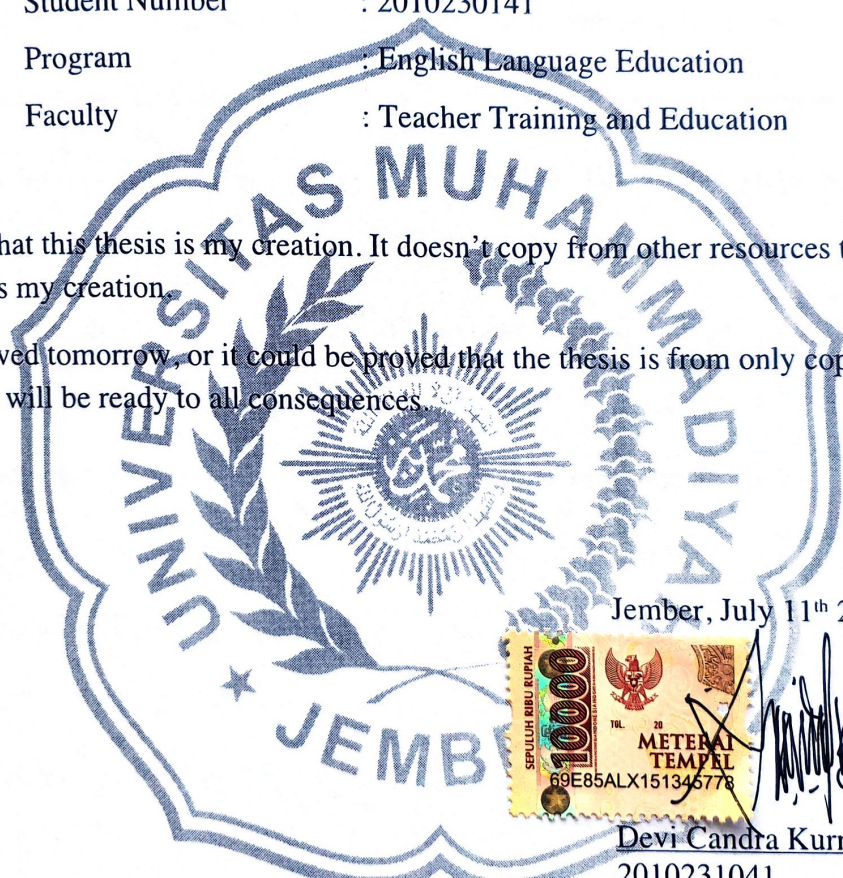 Student Number : 2010230141
Program : English Language Education
Faculty : Teacher Training and Education
UNIVERSITAS MUHAMMADIYA
hat this thesis is my creation. It doesn't copy from other resources t
s my creation.
ved tomorrow, or it could be proved that the thesis is from only cop
will be ready to all consequences.
JEMB
Jember, July 11th 2
SEPULUH RIBU RUPIAH
10000
TGL. 20
METERAI
TEMPEL
69E85ALX151345778
Devi Candra Kurn
2010231041